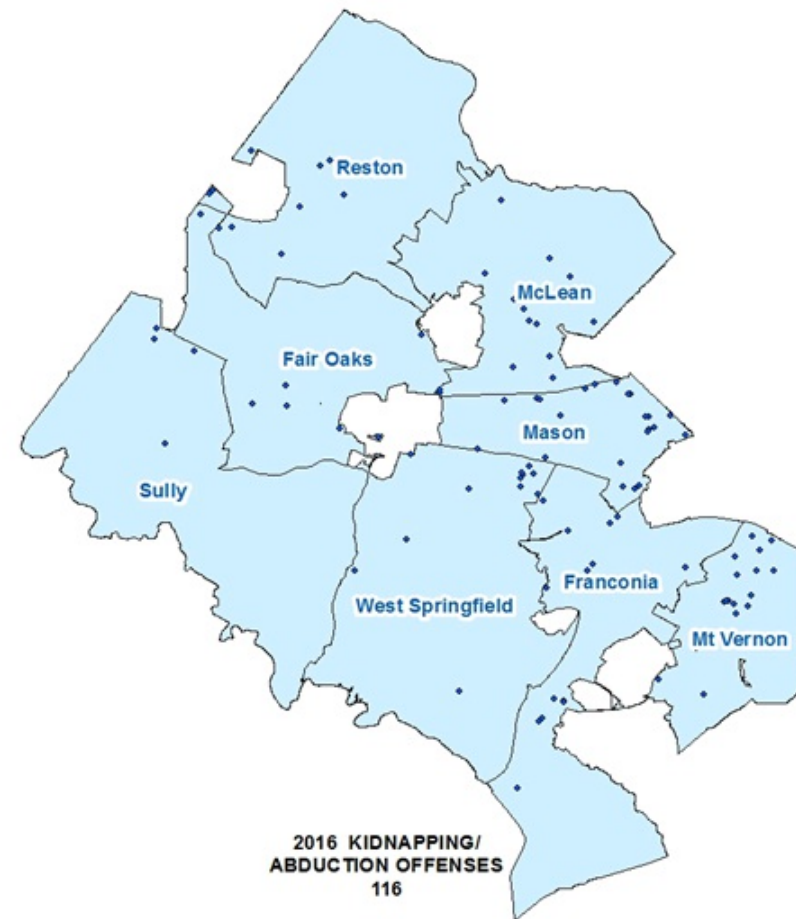 Reston
McLean
Fair Oaks
Mason
Sully
Franconia
West Springfield
Mt Vernon
2016 KIDNAPPING/
ABDUCTION OFFENSES
116